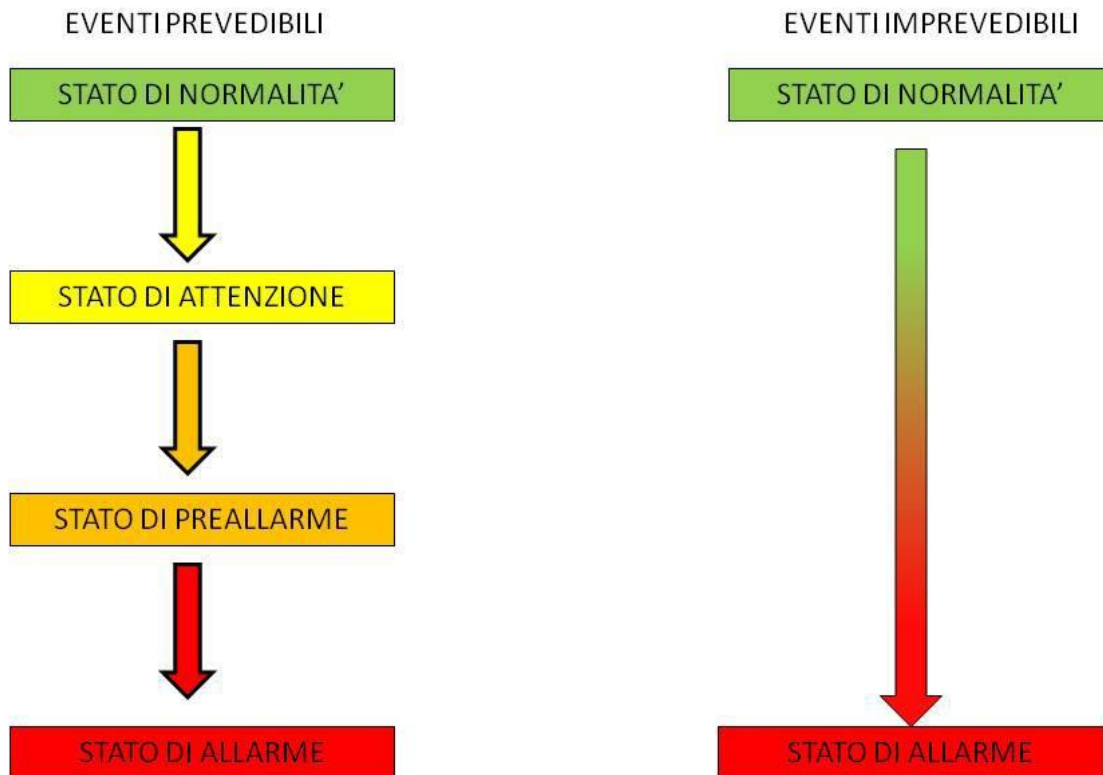 EVENTI PREVEDIBILI
STATO DI NORMALITA’
STATO DI ATTENZIONE
STATO DI PREALLARME
STATO DI ALLARME
EVENTI IMPREVEDIBILI
STATO DI NORMALITA’
STATO DI ALLARME